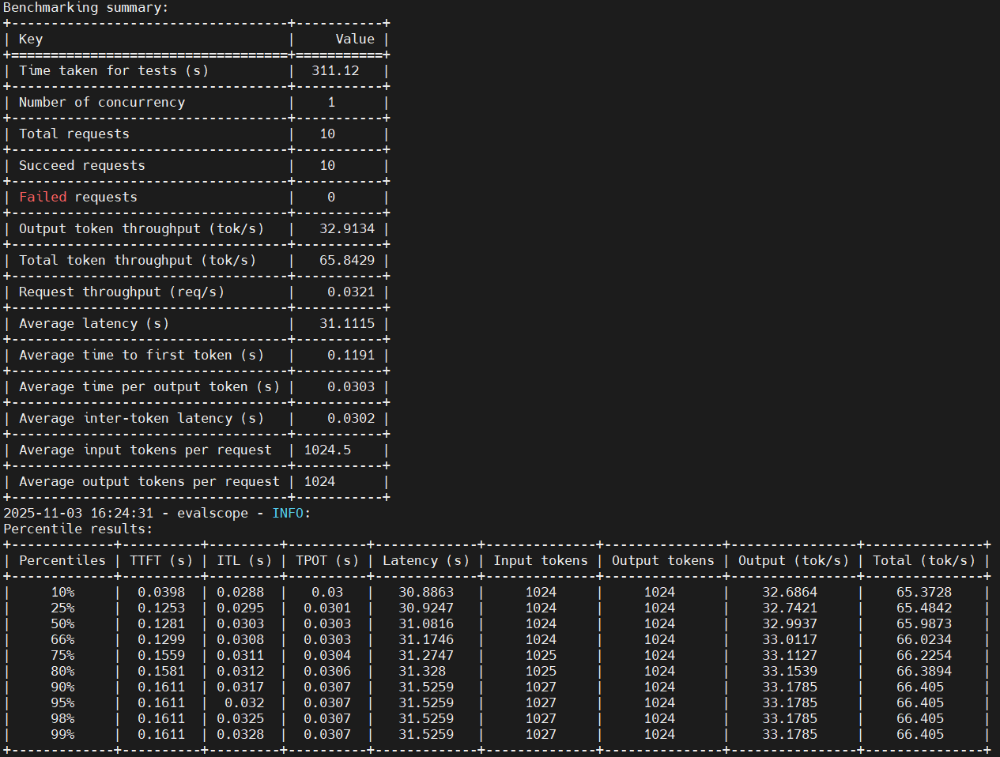 Benchmarking summary:
+-----------------------------------+-----------+
| Key                               |     Value |
+===================================+===========+
| Time taken for tests (s)          |  311.12   |
+-----------------------------------+-----------+
| Number of concurrency             |    1      |
+-----------------------------------+-----------+
| Total requests                    |   10      |
+-----------------------------------+-----------+
| Succeed requests                  |   10      |
+-----------------------------------+-----------+
| Failed requests                   |    0      |
+-----------------------------------+-----------+
| Output token throughput (tok/s)   |   32.9134 |
+-----------------------------------+-----------+
| Total token throughput (tok/s)    |   65.8429 |
+-----------------------------------+-----------+
| Request throughput (req/s)        |    0.0321 |
+-----------------------------------+-----------+
| Average latency (s)               |   31.1115 |
+-----------------------------------+-----------+
| Average time to first token (s)   |    0.1191 |
+-----------------------------------+-----------+
| Average time per output token (s) |    0.0303 |
+-----------------------------------+-----------+
| Average inter-token latency (s)   |    0.0302 |
+-----------------------------------+-----------+
| Average input tokens per request  | 1024.5    |
+-----------------------------------+-----------+
| Average output tokens per request | 1024      |
+-----------------------------------+-----------+
2025-11-03 16:24:31 - evalscope - INFO:
Percentile results:
+-------------+----------+---------+----------+-------------+--------------+---------------+----------------+---------------+
| Percentiles | TTFT (s) | ITL (s) | TPOT (s) | Latency (s) | Input tokens | Output tokens | Output (tok/s) | Total (tok/s) |
+-------------+----------+---------+----------+-------------+--------------+---------------+----------------+---------------+
|     10%     |  0.0398  | 0.0288  |   0.03   |   30.8863   |     1024     |     1024      |    32.6864     |    65.3728    |
|     25%     |  0.1253  | 0.0295  |  0.0301  |   30.9247   |     1024     |     1024      |    32.7421     |    65.4842    |
|     50%     |  0.1281  | 0.0303  |  0.0303  |   31.0816   |     1024     |     1024      |    32.9937     |    65.9873    |
|     66%     |  0.1299  | 0.0308  |  0.0303  |   31.1746   |     1024     |     1024      |    33.0117     |    66.0234    |
|     75%     |  0.1559  | 0.0311  |  0.0304  |   31.2747   |     1025     |     1024      |    33.1127     |    66.2254    |
|     80%     |  0.1581  | 0.0312  |  0.0306  |   31.328    |     1025     |     1024      |    33.1539     |    66.3894    |
|     90%     |  0.1611  | 0.0317  |  0.0307  |   31.5259   |     1027     |     1024      |    33.1785     |    66.405     |
|     95%     |  0.1611  |  0.032  |  0.0307  |   31.5259   |     1027     |     1024      |    33.1785     |    66.405     |
|     98%     |  0.1611  | 0.0325  |  0.0307  |   31.5259   |     1027     |     1024      |    33.1785     |    66.405     |
|     99%     |  0.1611  | 0.0328  |  0.0307  |   31.5259   |     1027     |     1024      |    33.1785     |    66.405     |
+-------------+----------+---------+----------+-------------+--------------+---------------+----------------+---------------+